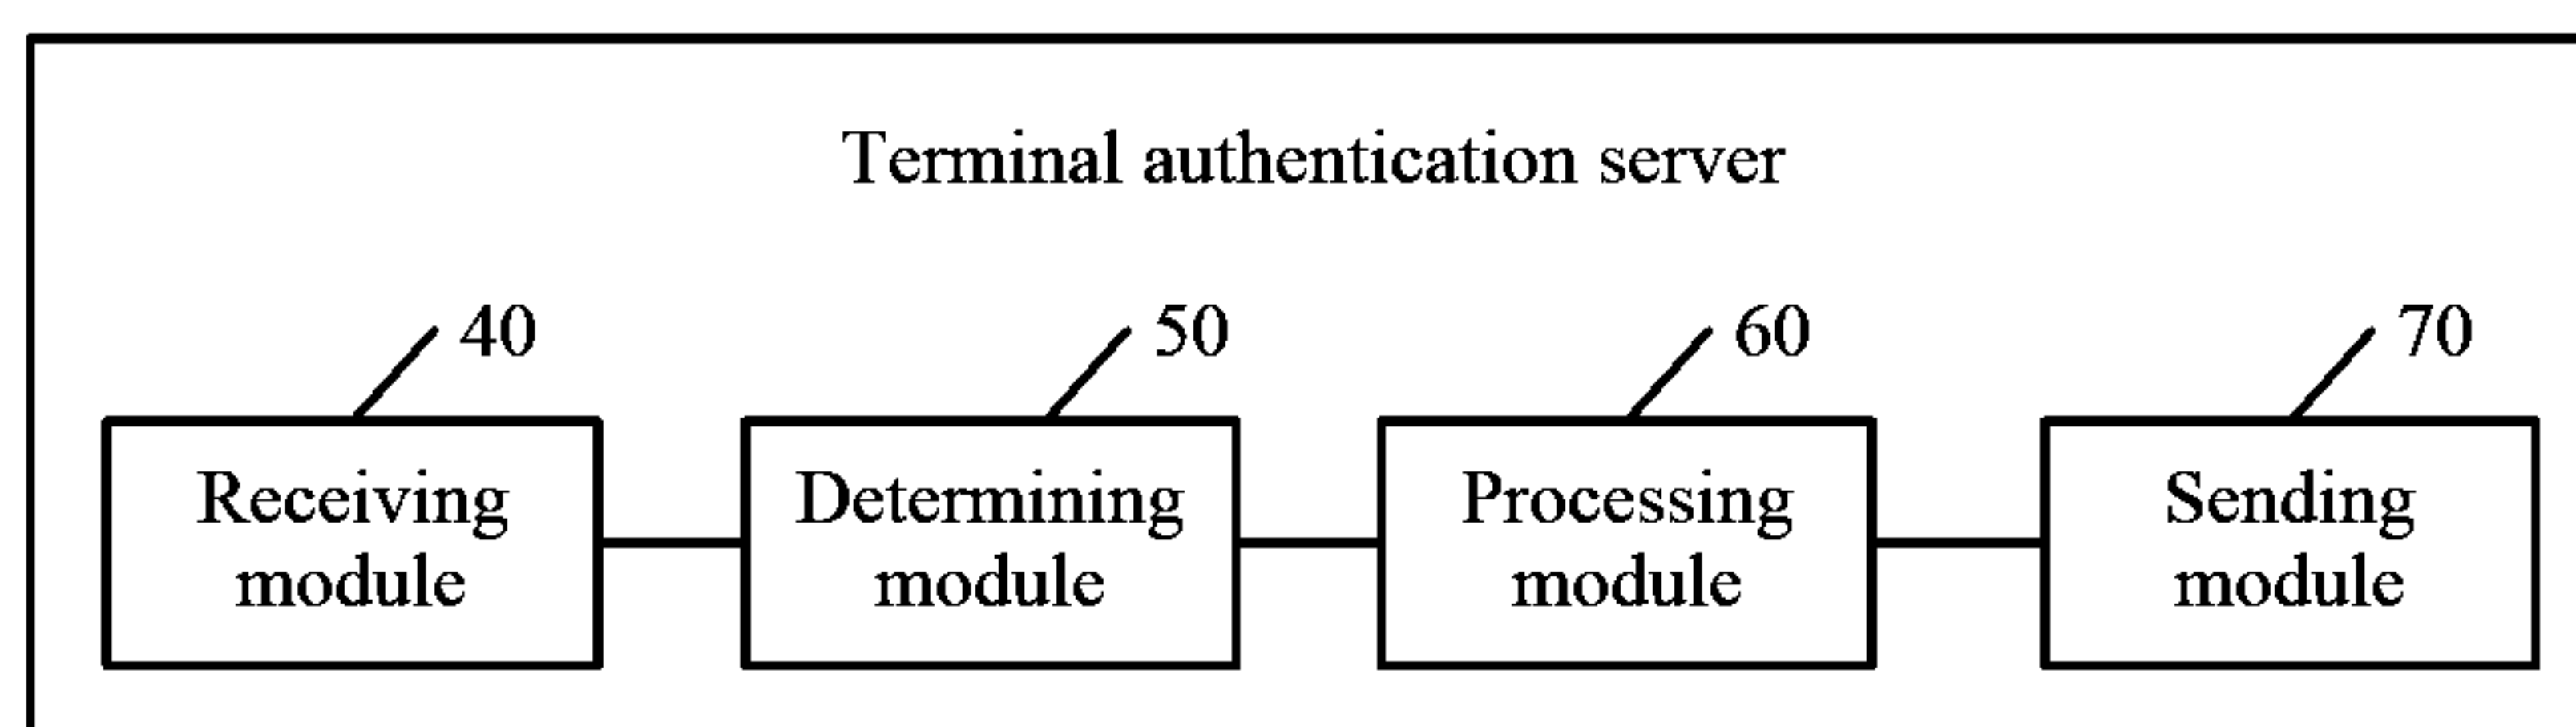 Terminal authentication server
40
50
60
70
Receiving
module
Determining
module
Processing
module
Sending
module